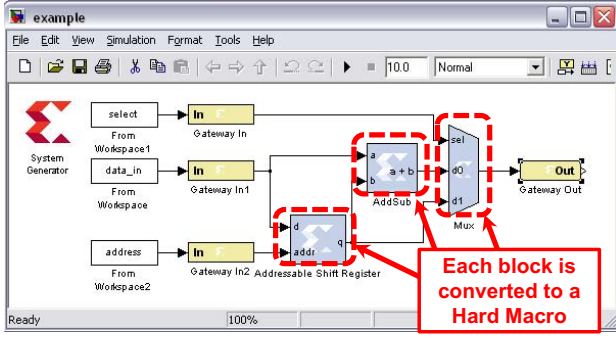 example
File Edit View Simulation Format Tools Help
10.0 Normal
select
From
Workspace1
In
Gateway In
sel
System
Generator
data_in
From
Workspace
In
Gateway In1
a
b
a + b
AddSub
d0
d1
Mux
Out
Gateway Out
d
addr
q
address
From
Workspace2
In
Gateway In2
Addressable Shift Register
Each block is
converted to a
Hard Macro
Ready
100%